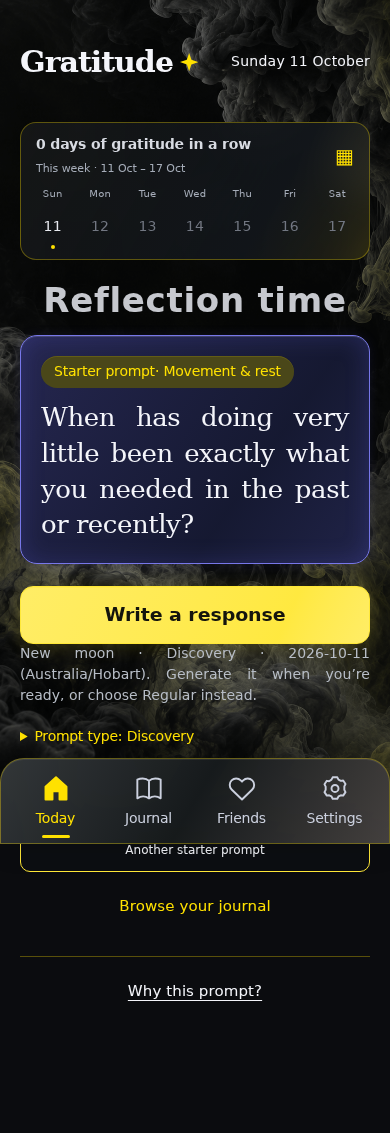 Gratitude
Sunday 11 October
0 days of gratitude in a row
This week · 11 Oct – 17 Oct
Sun Mon Tue Wed Thu Fri Sat
11 12 13 14 15 16 17
Reflection time
Starter prompt· Movement & rest
When has doing very
little been exactly what
you needed in the past
or recently?
Write a response
New moon · Discovery · 2026-10-11
(Australia/Hobart). Generate it when you’re
ready, or choose Regular instead.
Prompt type: Discovery
Today Journal Friends Settings
Another starter prompt
Browse your journal
Why this prompt?